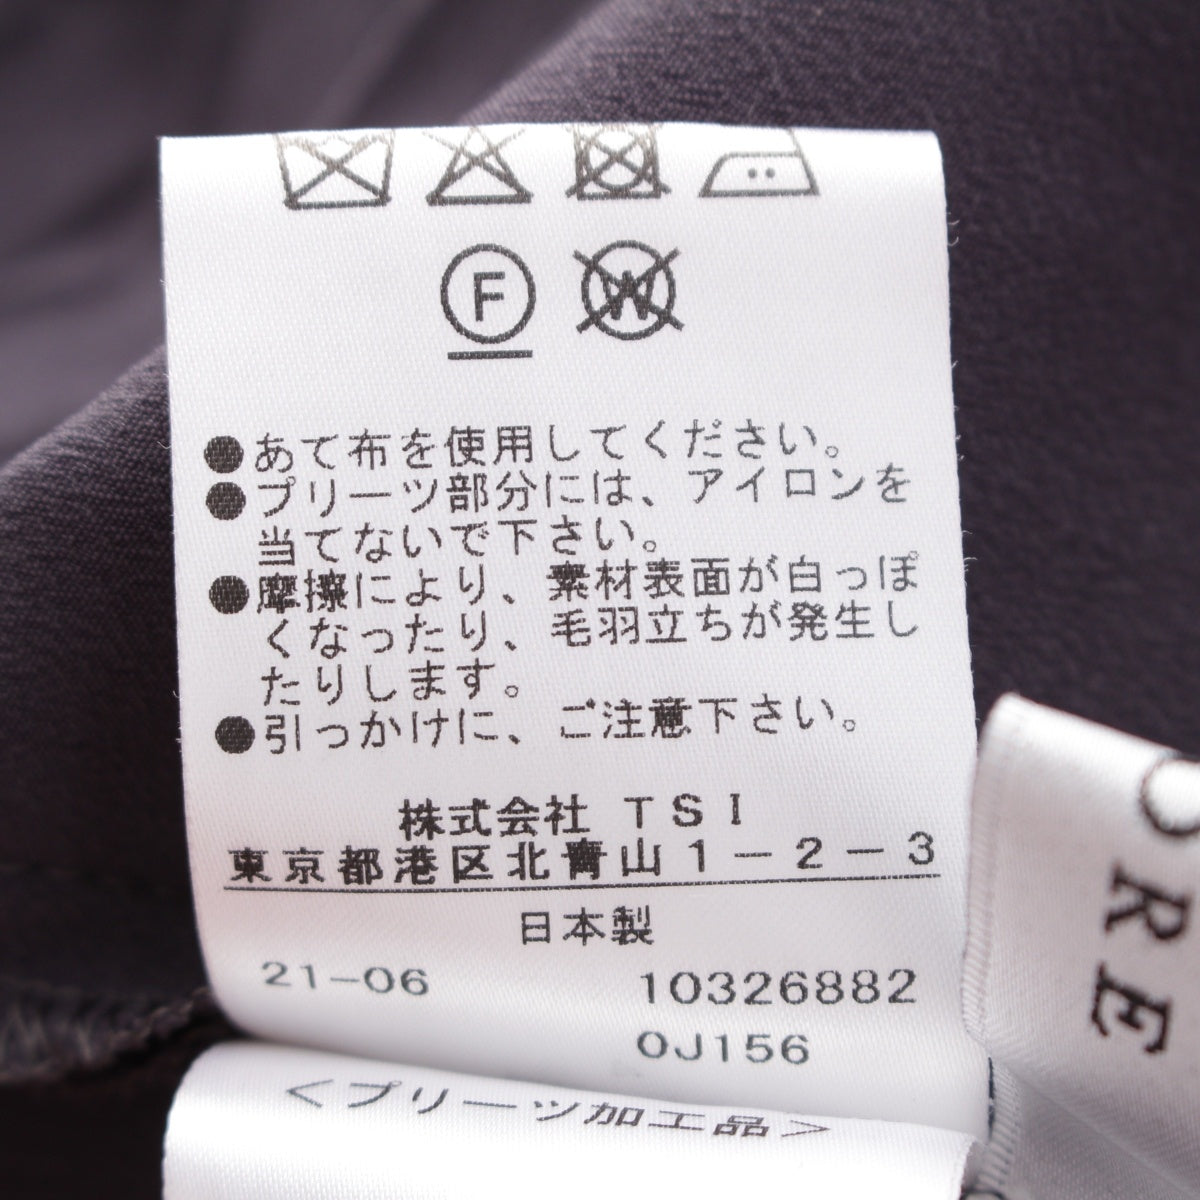 F
W
●あて布を使用してください。
●プリーツ部分には、アイロンを
当てないで下さい。
●摩擦により、素材表面が白っぽ
くなったり、毛羽立ちが発生し
たりします。
●引っかけに、ご注意下さい。
株式会社 TSI
東京都港区北青山1-2-3
日本製
21-06
10326882
0J156
<プリーツ加工品>
ORE